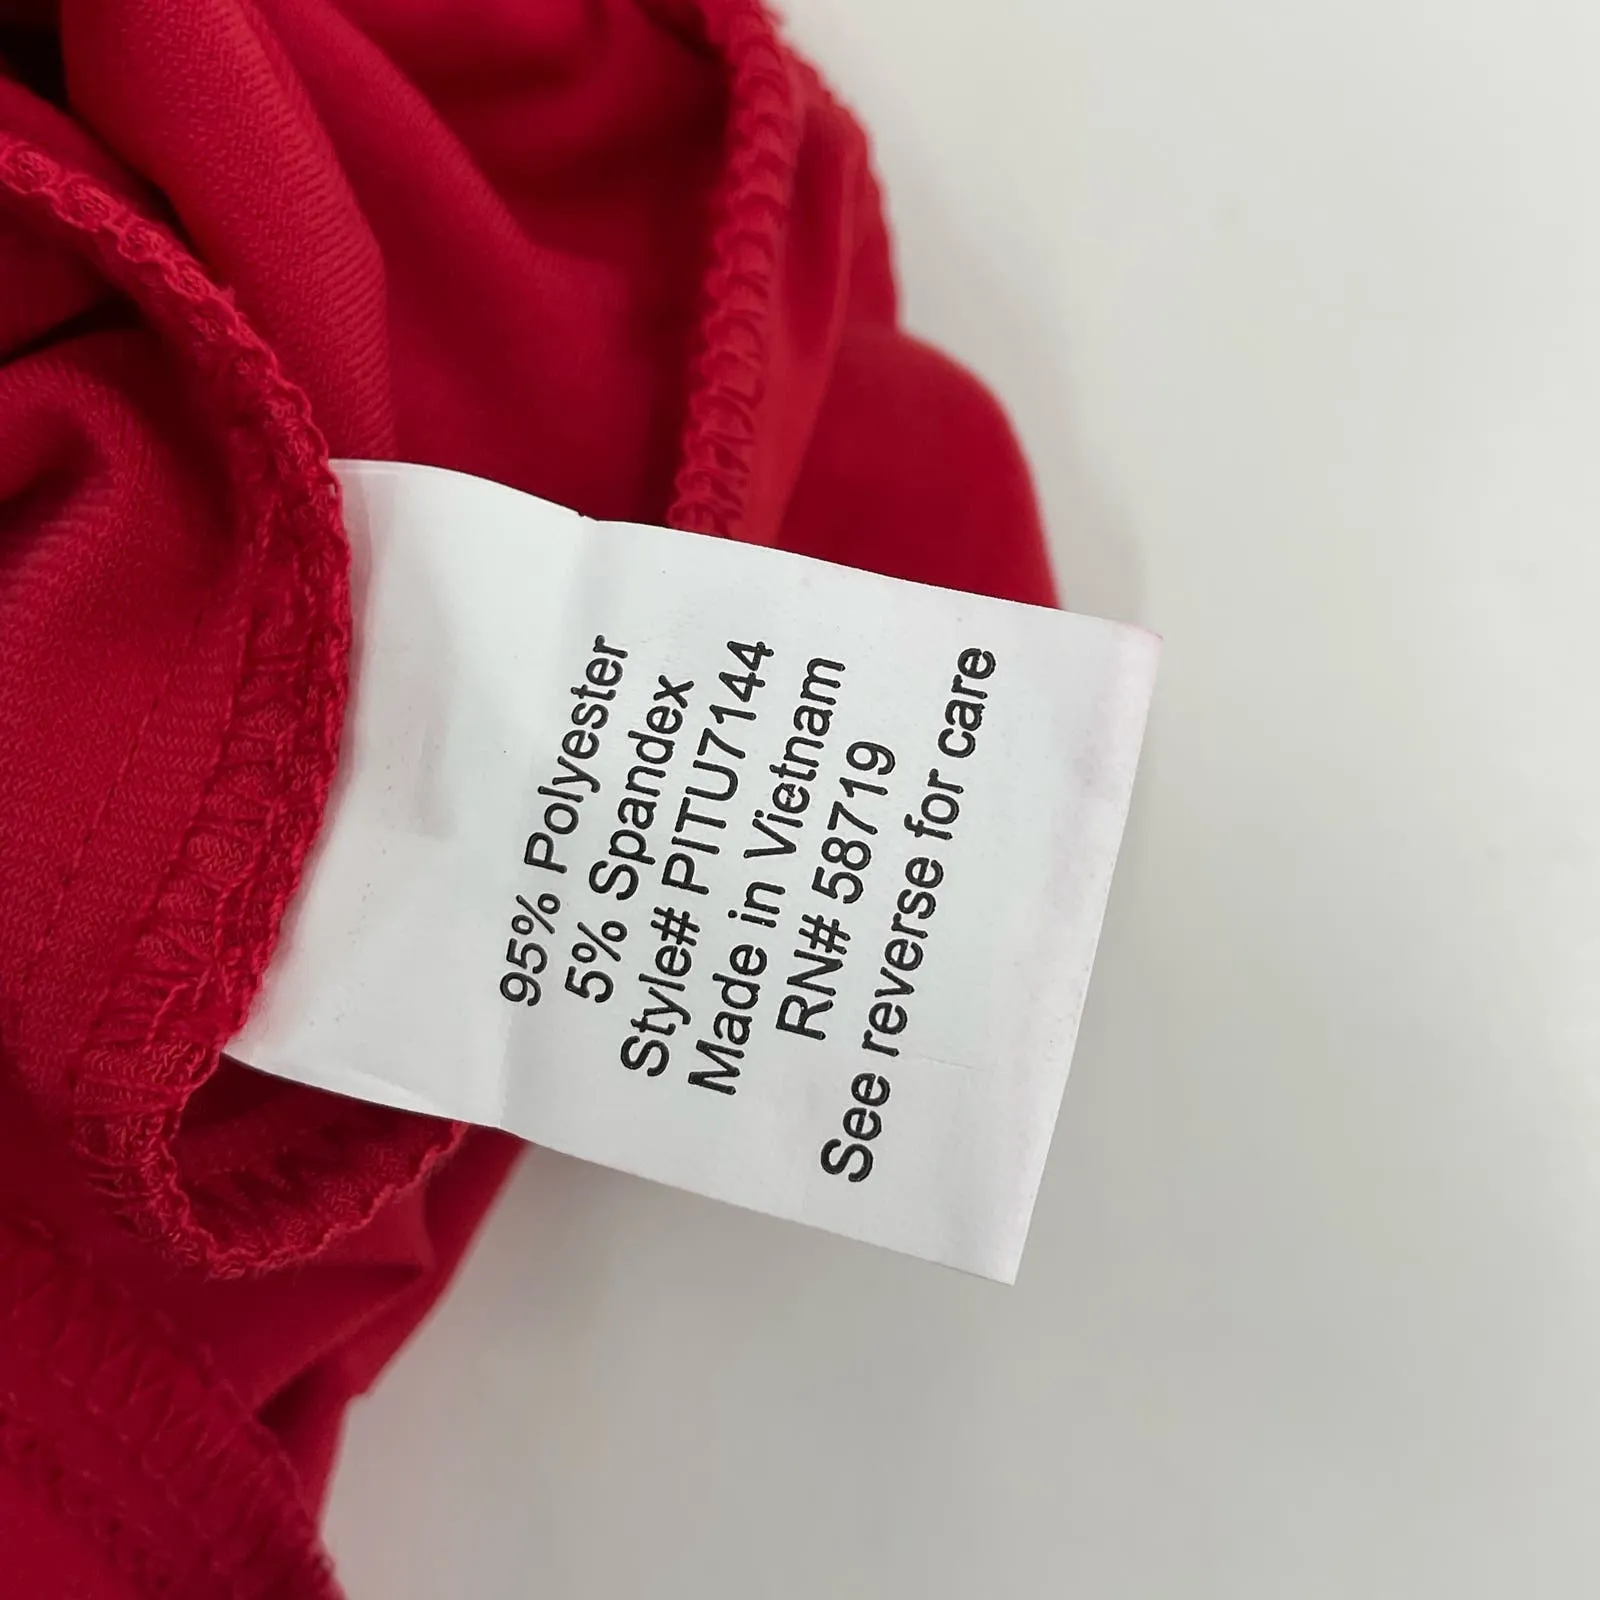 95% Polyester
5% Spandex
Style# PITU7144
Made in Vietnam
RN# 58719
See reverse for care